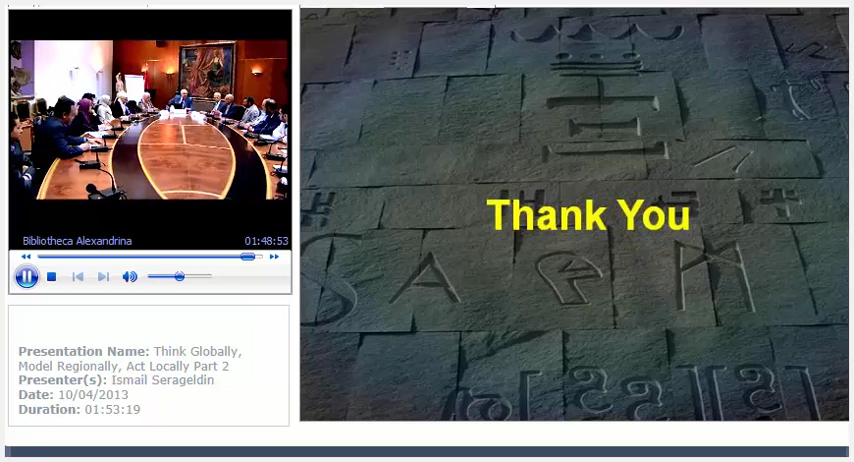 Bibliotheca Alexandrina 01:48:53
Presentation Name: Think Globally,
Model Regionally, Act Locally Part 2
Presenter(s): Ismail Serageldin
Date: 10/04/2013
Duration: 01:53:19
Thank You